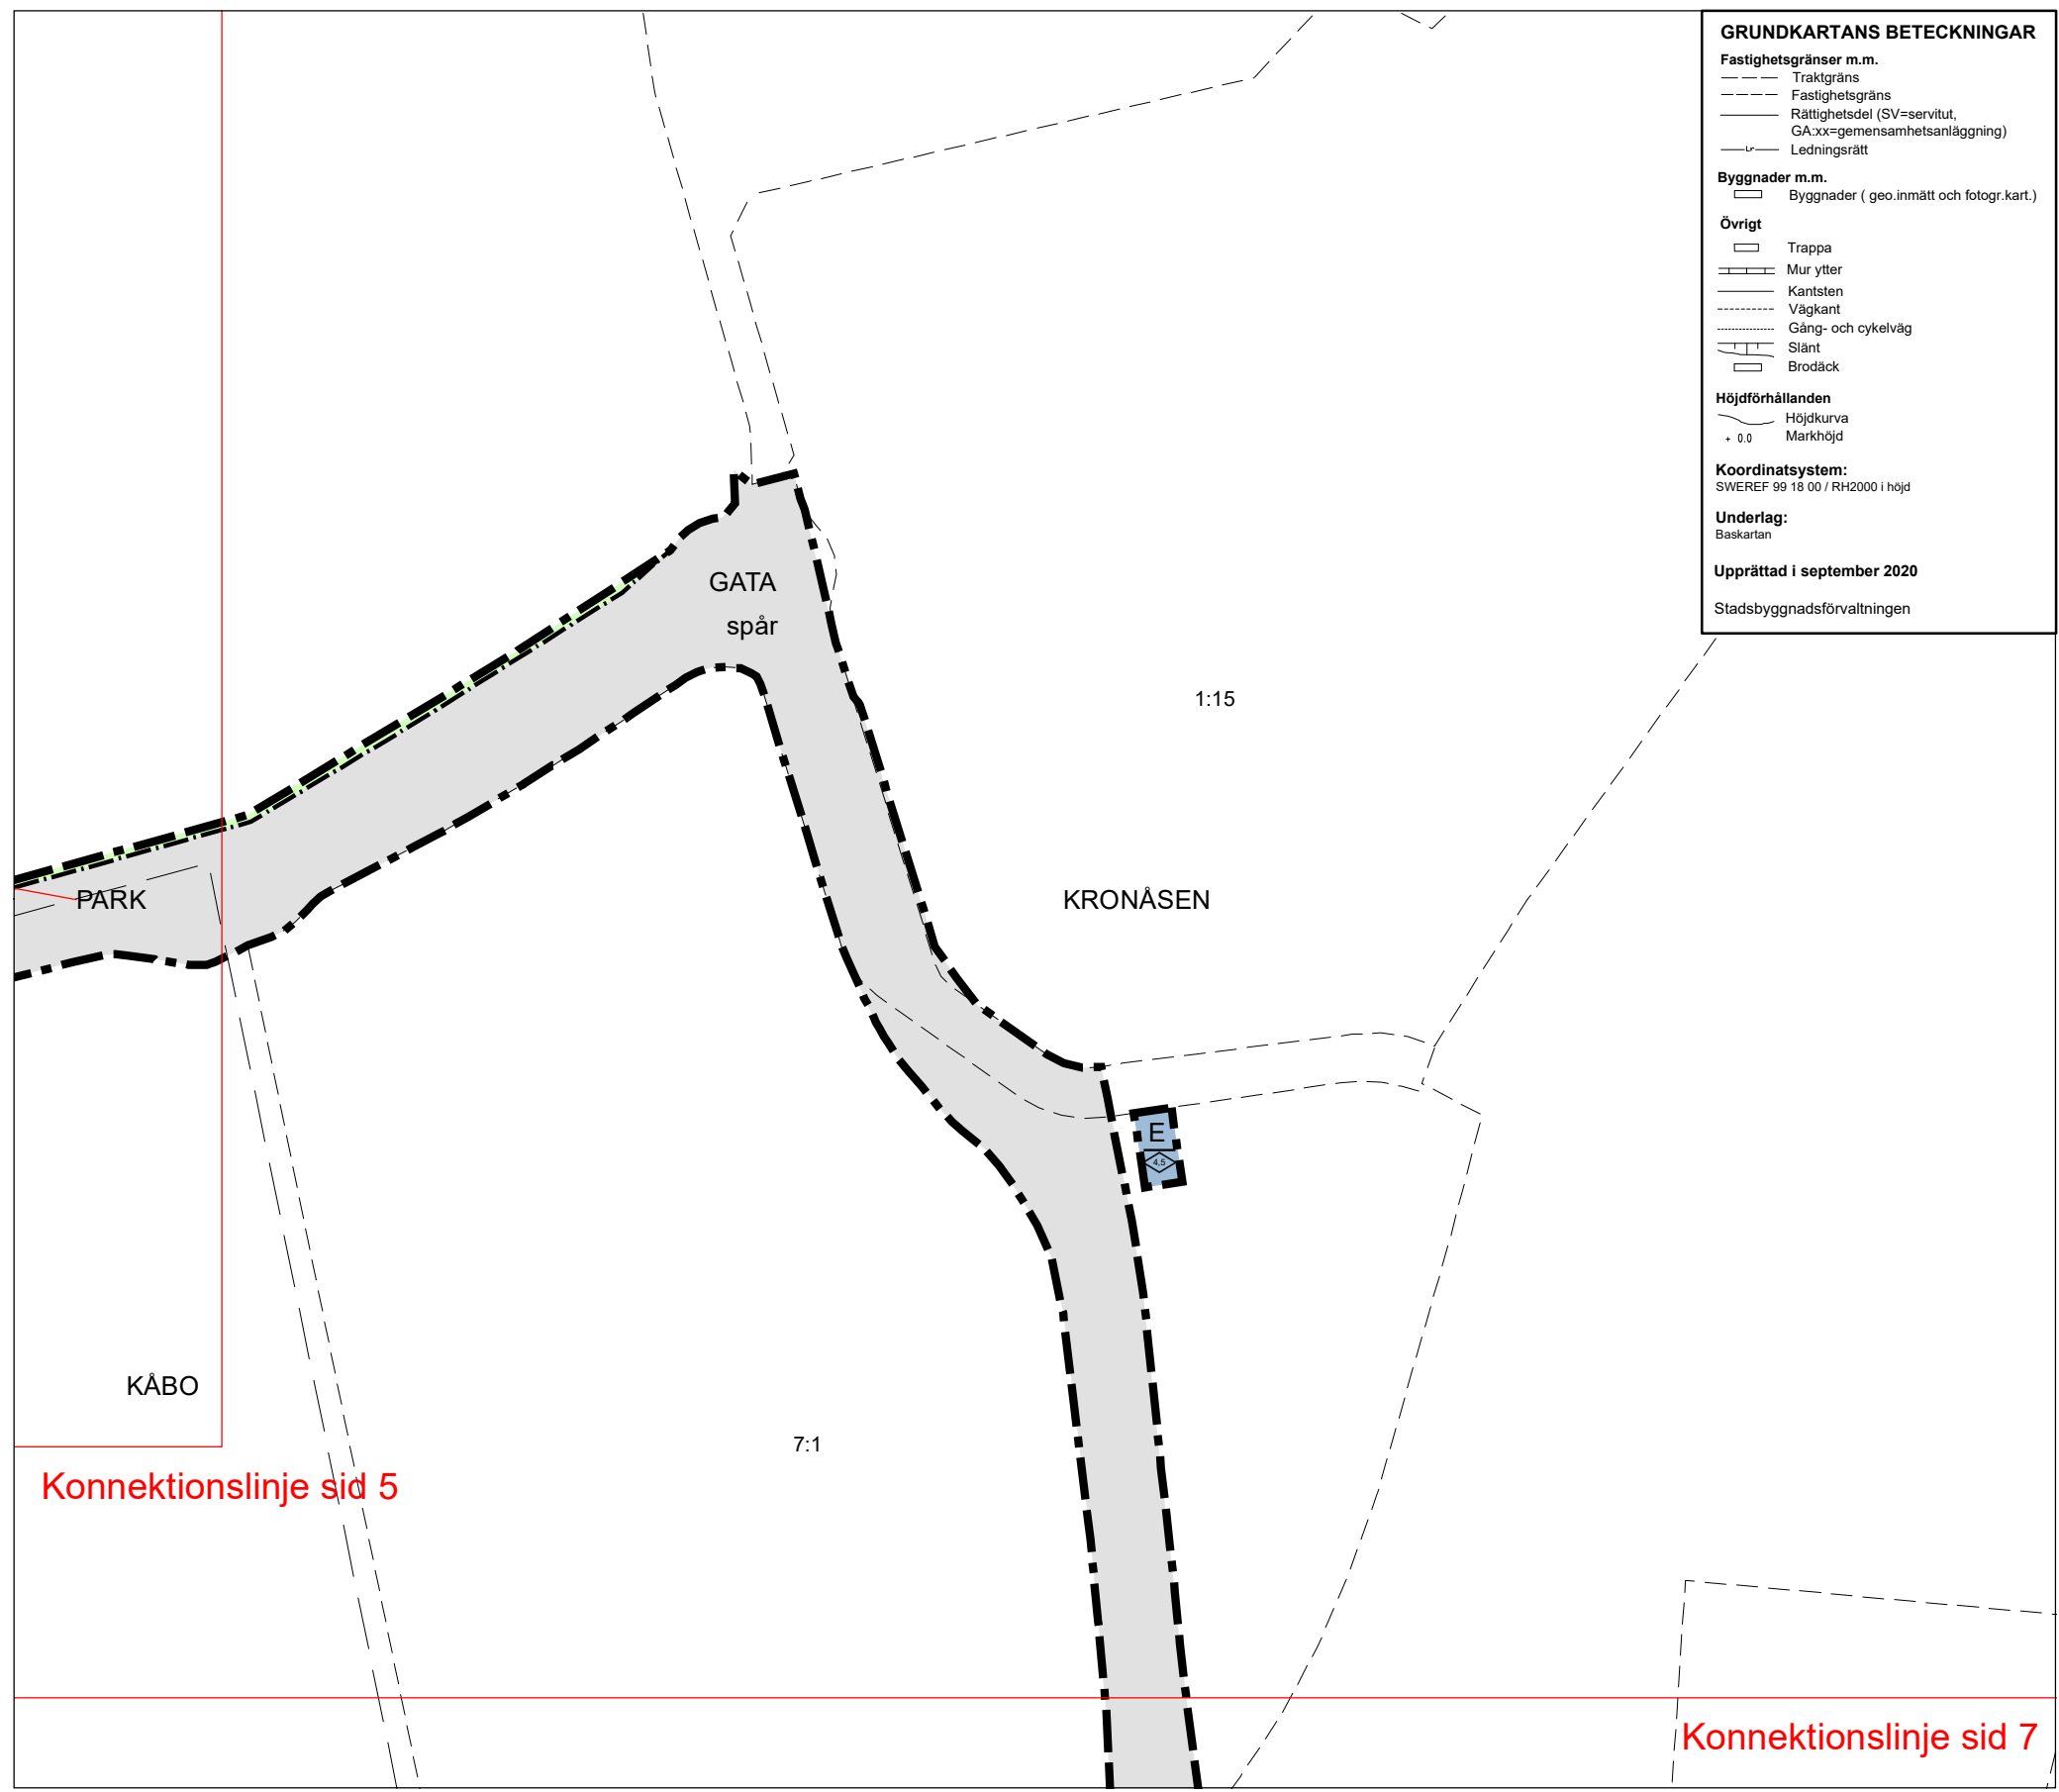 GRUNDKARTANS BETECKNINGAR
Fastighetsgränser m.m.
Traktgräns
Fastighetsgräns
Rättighetsdel (SV=servitut,
GA:xx=gemensamhetsanläggning)
Lr
Ledningsrätt
Byggnader m.m.
Byggnader ( geo.inmätt och fotogr.kart.)
Övrigt
Trappa
Mur ytter
Kantsten
Vägkant
Gång- och cykelväg
Slänt
Brodäck
Höjdförhållanden
Höjdkurva
+ 0.0 Markhöjd
Koordinatsystem:
SWEREF 99 18 00 / RH2000 i höjd
Underlag:
Baskartan
Upprättad i september 2020
Stadsbyggnadsförvaltningen
GATA
spår
1:15
PARK
KRONÅSEN
E
4.5
KÅBO
7:1
Konnektionslinje sid 5
Konnektionslinje sid 7